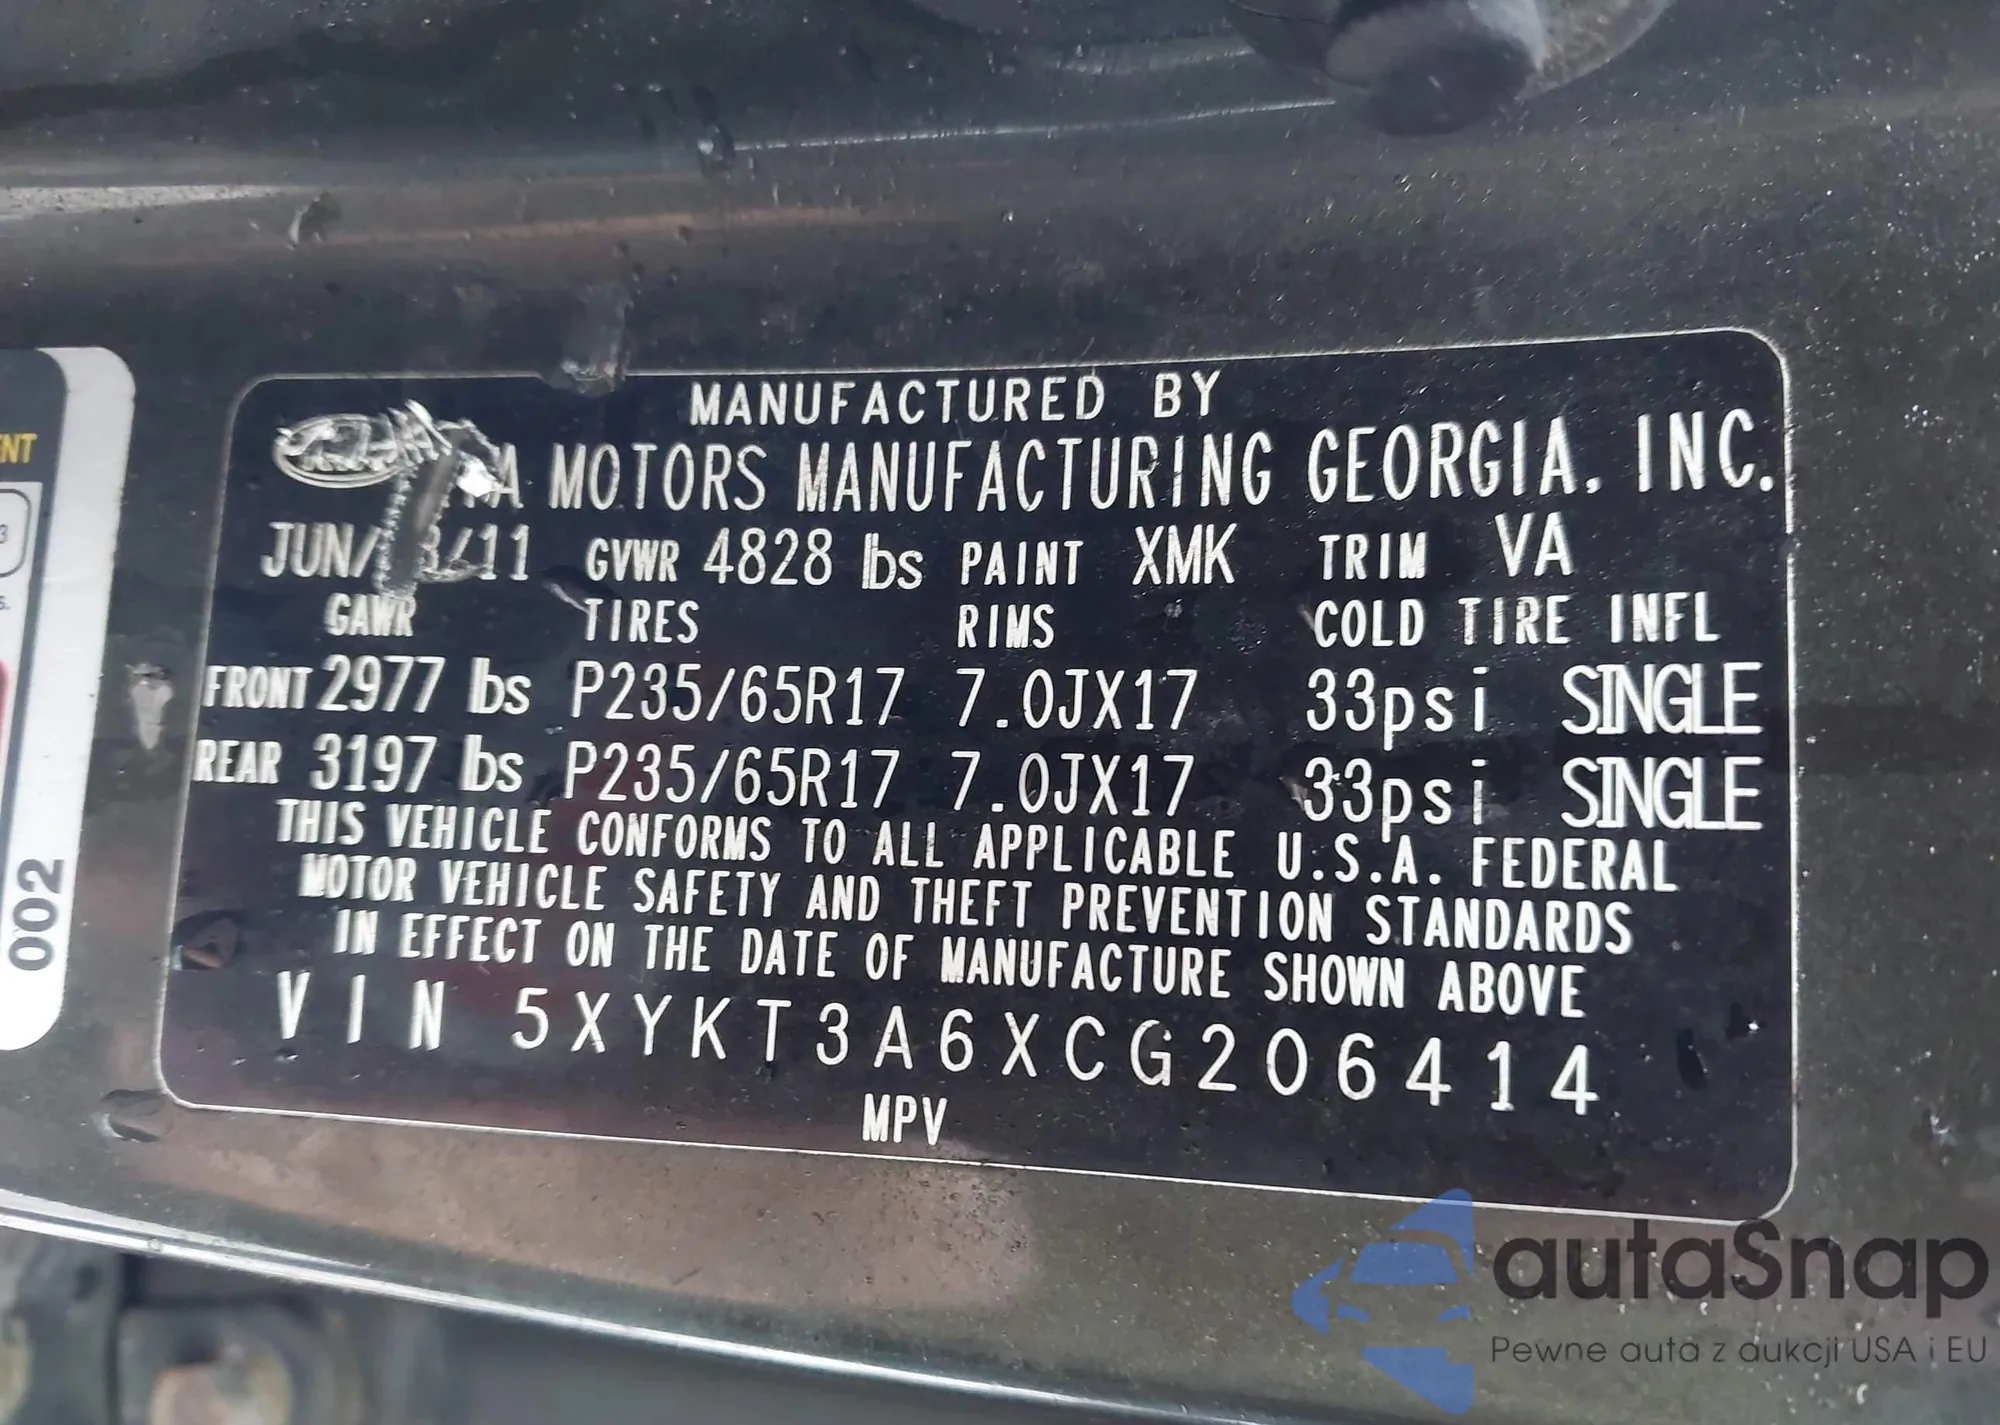 MANUFACTURED BY
MOTORS MANUFACTURING GEORGIA, INC.
GVWR 4828 lbs PAINT XMK TRIM VA
GAWR TIRES RIMS COLD TIRE INFL
FRONT 2977 lbs P235/65R17 7.0JX17 33psi SINGLE
REAR 3197 lbs P235/65R17 7.0JX17 33psi SINGLE
THIS VEHICLE CONFORMS TO ALL APPLICABLE U.S.A. FEDERAL
MOTOR VEHICLE SAFETY AND THEFT PREVENTION STANDARDS
IN EFFECT ON THE DATE OF MANUFACTURE SHOWN ABOVE
VIN 5XYKT3A6XCG206414
MPV
002
autaSnap
Pewne auta z aukcji USA i EU